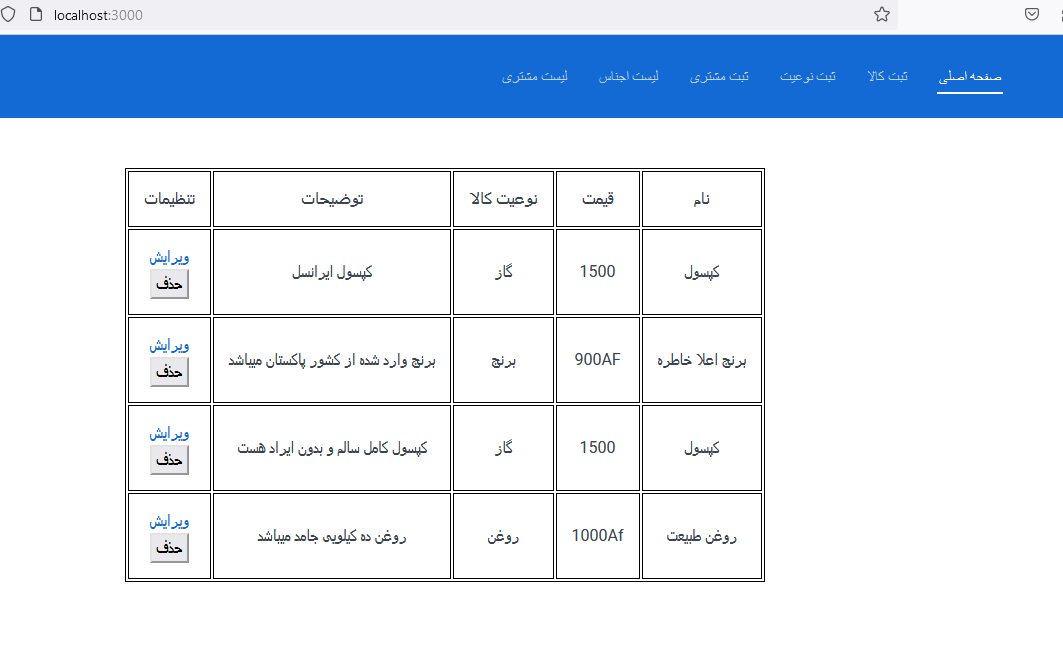 localhost:3000
صفحه اصلی ثبت کالا ثبت نوعیت ثبت مشتری لیست اجناس لیست مشتری
نام قیمت نوعیت کالا توضیحات تنظیمات
کپسول 1500 گاز کپسول ایرانسل ویرایش
حذف
برنج اعلا خاطره 900AF برنج برنج وارد شده از کشور پاکستان میباشد ویرایش
حذف
کپسول 1500 گاز کپسول کامل سالم و بدون ایراد هست ویرایش
حذف
روغن طبیعت 1000Af روغن روغن ده کیلویی جامد میباشد ویرایش
حذف